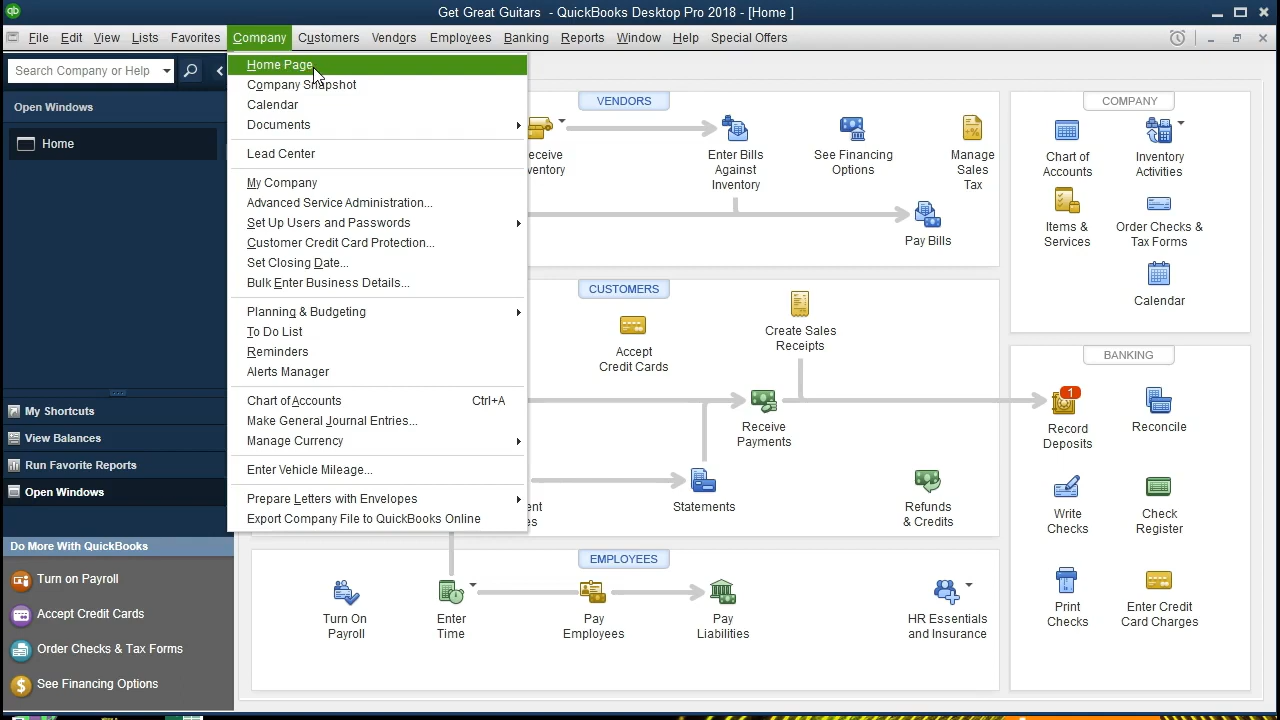 Get Great Guitars - QuickBooks Desktop Pro 2018 - [Home ]
File Edit View Lists Favorites Company Customers Vendors Employees Banking Reports Window Help Special Offers
Search Company or Help
Open Windows
Home
My Shortcuts
View Balances
Run Favorite Reports
Open Windows
Do More With QuickBooks
Turn on Payroll
Accept Credit Cards
Order Checks & Tax Forms
See Financing Options
Home Page
Company Snapshot
Calendar
Documents
Lead Center
My Company
Advanced Service Administration...
Set Up Users and Passwords
Customer Credit Card Protection...
Set Closing Date...
Bulk Enter Business Details...
Planning & Budgeting
To Do List
Reminders
Alerts Manager
Chart of Accounts Ctrl+A
Make General Journal Entries...
Manage Currency
Enter Vehicle Mileage...
Prepare Letters with Envelopes
Export Company File to QuickBooks Online
VENDORS
eceive
ventory
Enter Bills
Against
Inventory
See Financing
Options
Manage
Sales
Tax
Pay Bills
CUSTOMERS
Accept
Credit Cards
Create Sales
Receipts
Receive
Payments
ent
es
Statements
Refunds
& Credits
EMPLOYEES
Turn On
Payroll
Enter
Time
Pay
Employees
Pay
Liabilities
HR Essentials
and Insurance
COMPANY
Chart of
Accounts
Inventory
Activities
Items &
Services
Order Checks &
Tax Forms
Calendar
BANKING
1
Record
Deposits
Reconcile
Write
Checks
Check
Register
Print
Checks
Enter Credit
Card Charges